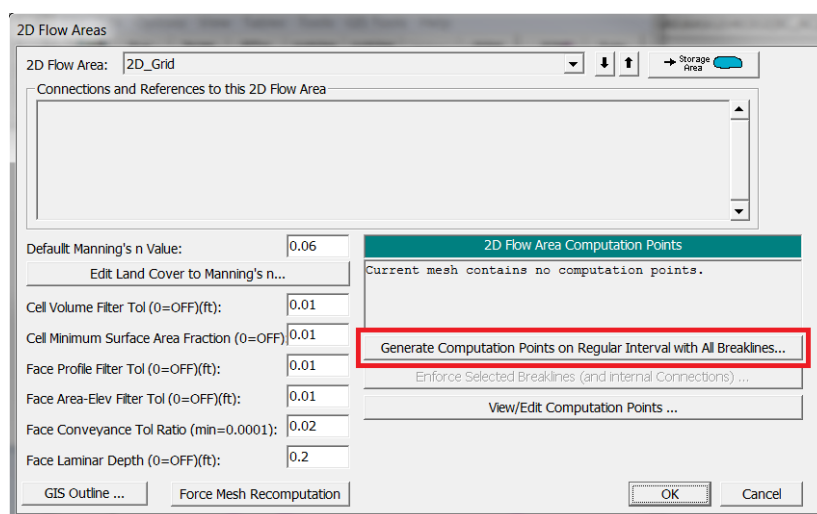 2D Flow Areas
2D Flow Area: 2D_Grid
→ Storage Area
Connections and References to this 2D Flow Area
Defaullt Manning's n Value: 0.06
Edit Land Cover to Manning's n...
Cell Volume Filter Tol (0=OFF)(ft): 0.01
Cell Minimum Surface Area Fraction (0=OFF) 0.01
Face Profile Filter Tol (0=OFF)(ft): 0.01
Face Area-Elev Filter Tol (0=OFF)(ft): 0.01
Face Conveyance Tol Ratio (min=0.0001): 0.02
Face Laminar Depth (0=OFF)(ft): 0.2
GIS Outline ... Force Mesh Recomputation
2D Flow Area Computation Points
Current mesh contains no computation points.
Generate Computation Points on Regular Interval with All Breaklines...
Enforce Selected Breaklines (and internal Connections) ...
View/Edit Computation Points ...
OK Cancel